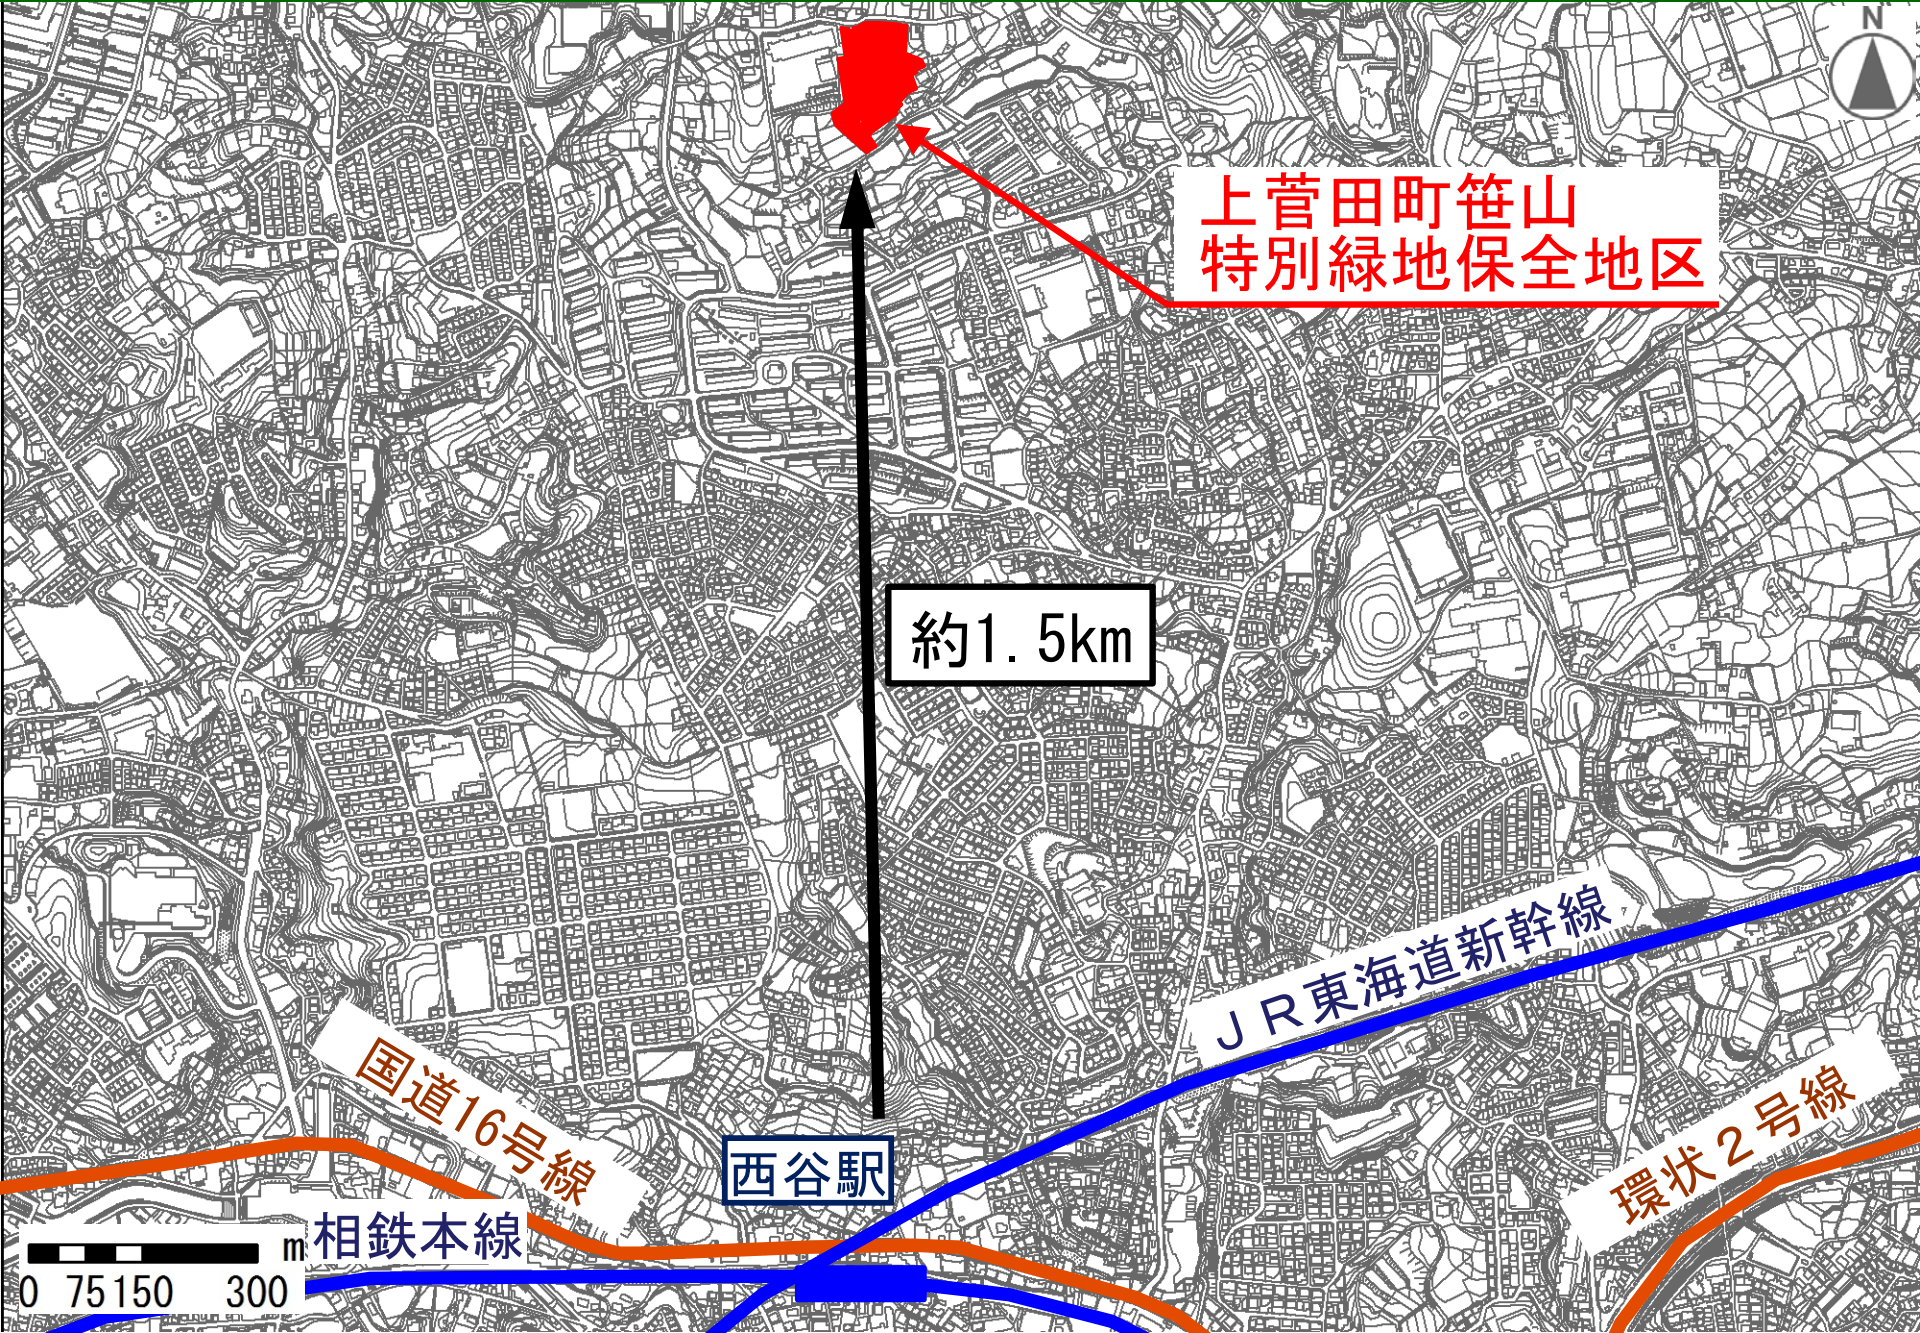 N
上菅田町笹山
特別緑地保全地区
約1.5km
JR東海道新幹線
国道16号線
環状2号線
西谷駅
相鉄本線
m
0 75 150 300